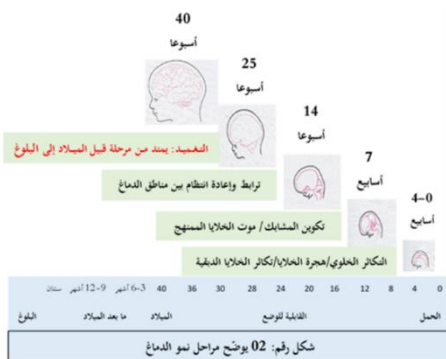 40
أسبوعا
25
أسبوعا
14
أسبوعا
7
أسابيع
0–4
أسابيع
التغميد: يمتد من مرحلة قبيل الميلاد إلى البلوغ
ترابط وإعادة انتظام بين مناطق الدماغ
تكوين المشابك/ موت الخلايا الممنهج
التكاثر الخلوي/هجرة الخلايا/تكاثر الخلايا الدبقية
0 4 8 12 16 20 24 28 30 36 40 3–6 أشهر 9–12 أشهر سنتان
الحمل القابلية للوضع الميلاد ما بعد الميلاد البلوغ
شكل رقم: 02 يوضّح مراحل نمو الدماغ